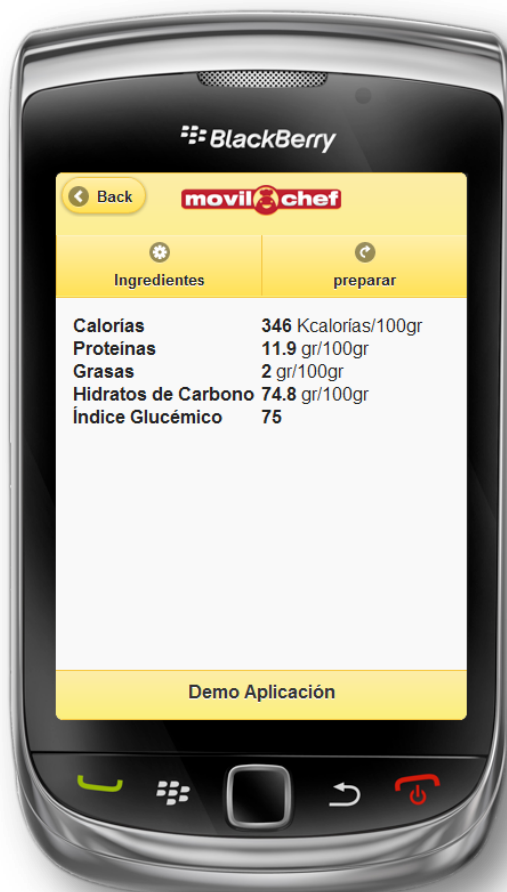 BlackBerry
Back
movil chef
Ingredientes
preparar
Calorías 346 Kcalorías/100gr
Proteínas 11.9 gr/100gr
Grasas 2 gr/100gr
Hidratos de Carbono 74.8 gr/100gr
Índice Glucémico 75
Demo Aplicación